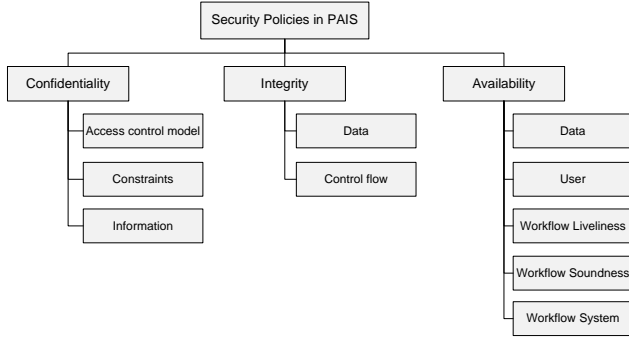 Security Policies in PAIS
Confidentiality
Access control model
Constraints
Information
Integrity
Data
Control flow
Availability
Data
User
Workflow Liveliness
Workflow Soundness
Workflow System